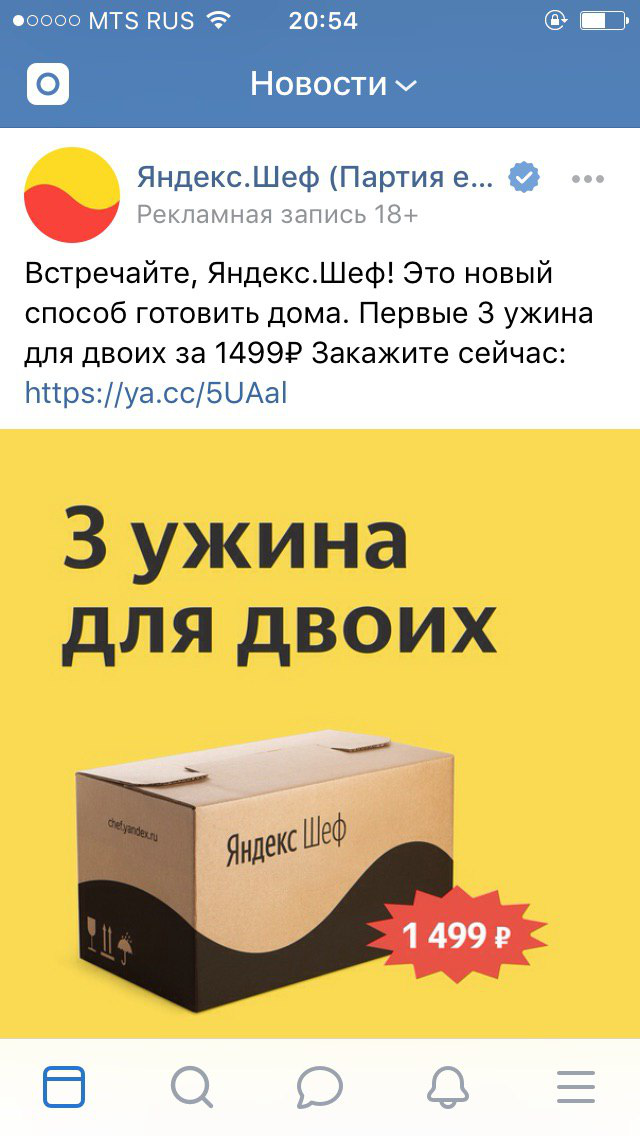 MTS RUS 20:54
Новости
Яндекс.Шеф (Партия е...
Рекламная запись 18+
Встречайте, Яндекс.Шеф! Это новый
способ готовить дома. Первые 3 ужина
для двоих за 1499₽ Закажите сейчас:
https://ya.cc/5UAal
3 ужина
для двоих
chef.yandex.ru
Яндекс Шеф
1 499 ₽